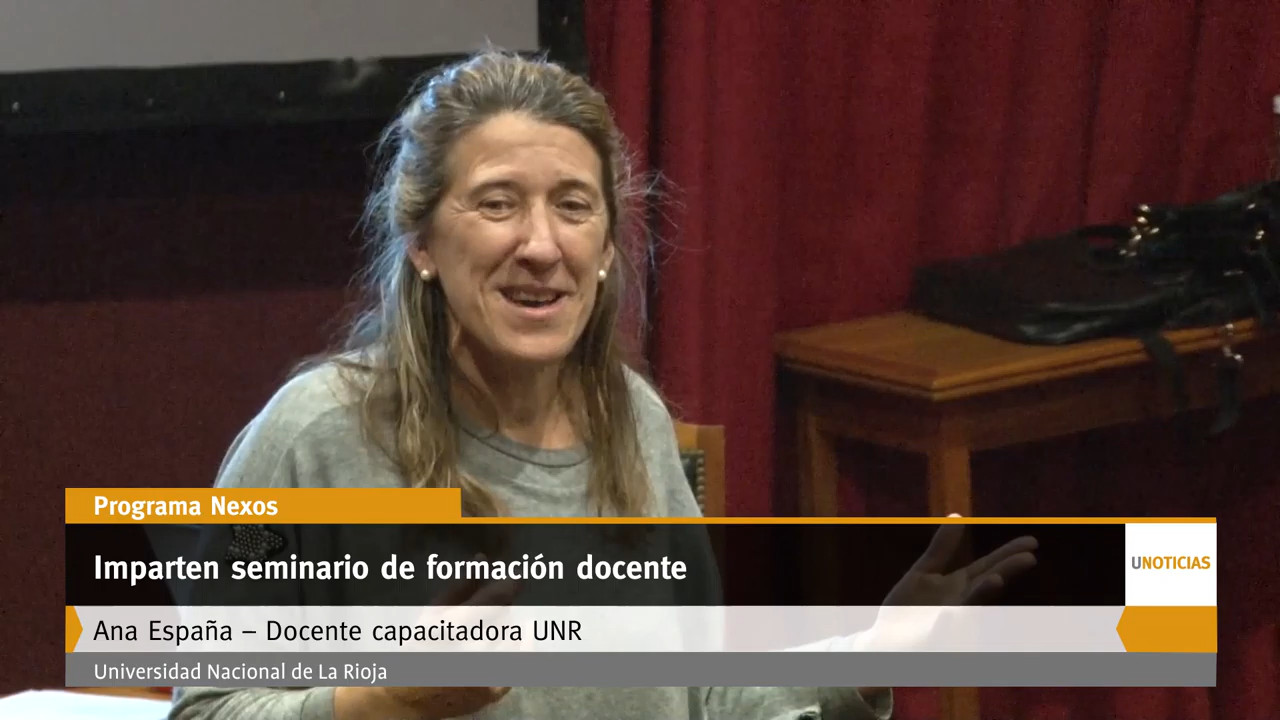 Programa Nexos
Imparten seminario de formación docente
UNOTICIAS
Ana España – Docente capacitadora UNR
Universidad Nacional de La Rioja